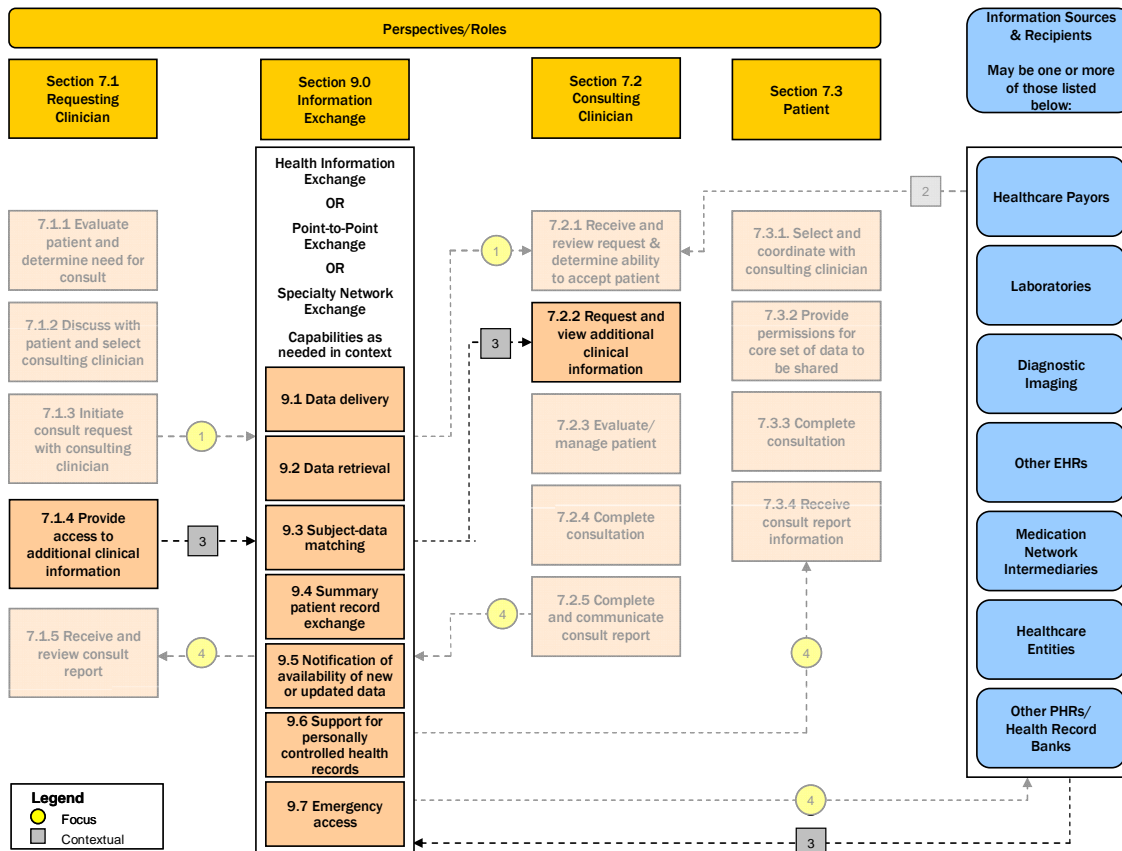 Perspectives/Roles
Information Sources
& Recipients
May be one or more
of those listed
below:
Section 7.1
Requesting
Clinician
Section 9.0
Information
Exchange
Section 7.2
Consulting
Clinician
Section 7.3
Patient
7.1.1 Evaluate
patient and
determine need for
consult
7.1.2 Discuss with
patient and select
consulting clinician
7.1.3 Initiate
consult request
with consulting
clinician
1
7.1.4 Provide
access to
additional clinical
information
3
7.1.5 Receive and
review consult
report
4
Health Information
Exchange
OR
Point-to-Point
Exchange
OR
Specialty Network
Exchange
Capabilities as
needed in context
9.1 Data delivery
9.2 Data retrieval
9.3 Subject-data
matching
9.4 Summary
patient record
exchange
9.5 Notification of
availability of new
or updated data
9.6 Support for
personally
controlled health
records
9.7 Emergency
access
1
3
4
7.2.1 Receive and
review request &
determine ability
to accept patient
7.2.2 Request and
view additional
clinical
information
7.2.3 Evaluate/
manage patient
7.2.4 Complete
consultation
7.2.5 Complete
and communicate
consult report
7.3.1. Select and
coordinate with
consulting clinician
7.3.2 Provide
permissions for
core set of data to
be shared
7.3.3 Complete
consultation
7.3.4 Receive
consult report
information
2
4
4
3
Healthcare Payors
Laboratories
Diagnostic
Imaging
Other EHRs
Medication
Network
Intermediaries
Healthcare
Entities
Other PHRs/
Health Record
Banks
Legend
Focus
Contextual